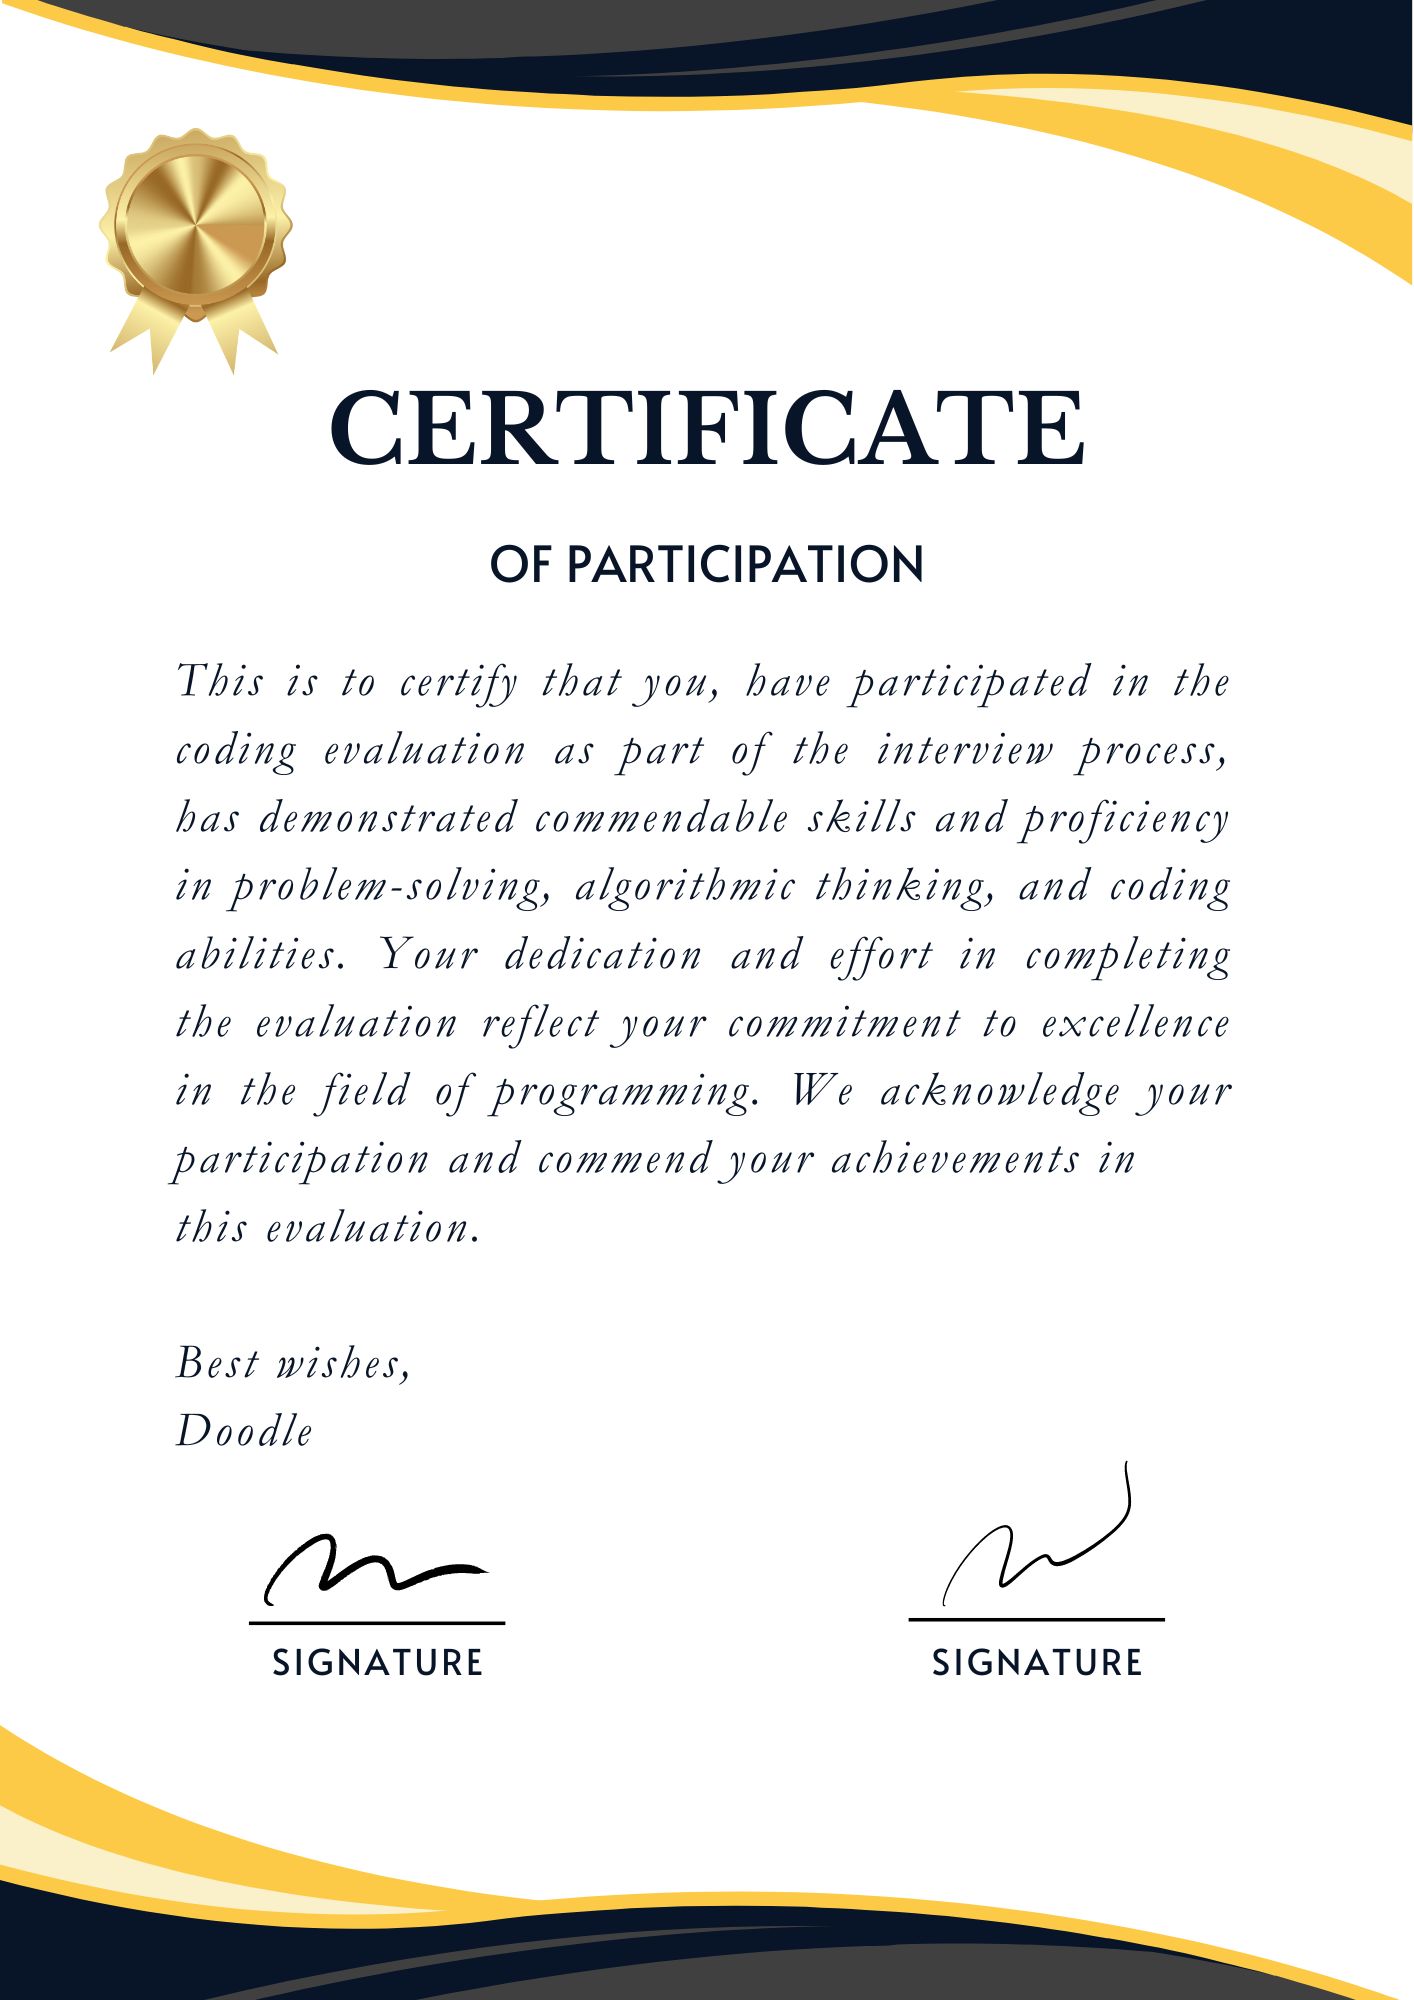 CERTIFICATE
OF PARTICIPATION
This is to certify that you, have participated in the
coding evaluation as part of the interview process,
has demonstrated commendable skills and proficiency
in problem-solving, algorithmic thinking, and coding
abilities. Your dedication and effort in completing
the evaluation reflect your commitment to excellence
in the field of programming. We acknowledge your
participation and commend your achievements in
this evaluation.
Best wishes,
Doodle
SIGNATURE
SIGNATURE